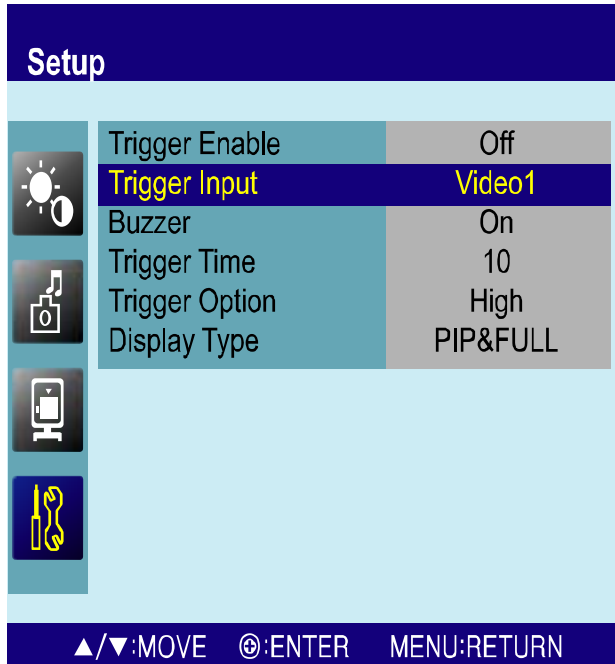 Setup
Trigger Enable Off
Trigger Input Video1
Buzzer On
Trigger Time 10
Trigger Option High
Display Type PIP&FULL
▲/▼:MOVE ⊕:ENTER MENU:RETURN